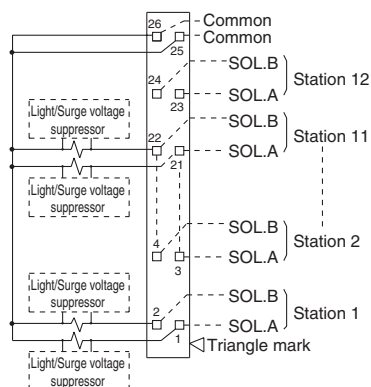 26
Common
Common
25
SOL.B
24
Station 12
23
SOL.A
Light/Surge voltage
suppressor
SOL.B
22
Station 11
21
SOL.A
Light/Surge voltage
suppressor
SOL.B
4
Station 2
3
SOL.A
Light/Surge voltage
suppressor
SOL.B
2
Station 1
1
SOL.A
Triangle mark
Light/Surge voltage
suppressor